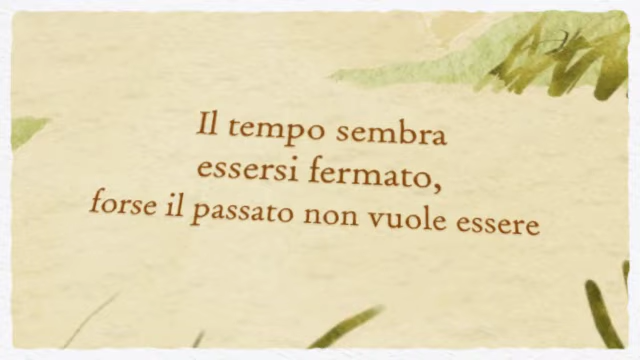 Il tempo sembra
essersi fermato,
forse il passato non vuole essere